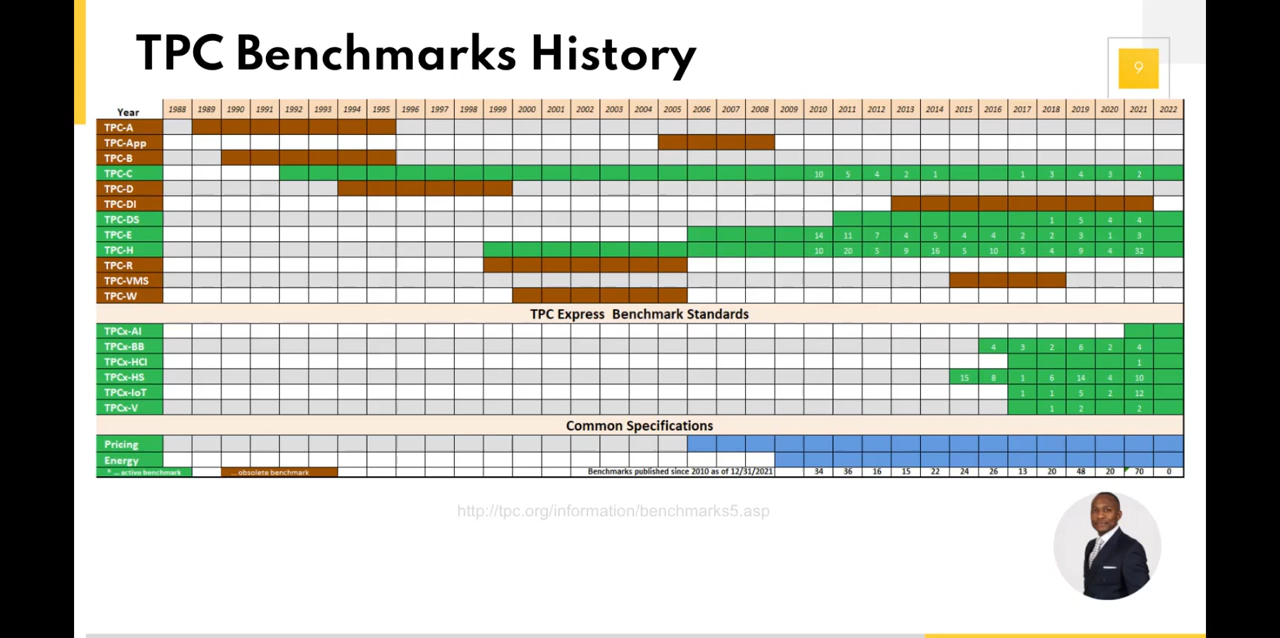 TPC Benchmarks History
9
Year 1988 1989 1990 1991 1992 1993 1994 1995 1996 1997 1998 1999 2000 2001 2002 2003 2004 2005 2006 2007 2008 2009 2010 2011 2012 2013 2014 2015 2016 2017 2018 2019 2020 2021 2022
TPC-A
TPC-App
TPC-B
TPC-C 10 5 4 2 1 1 3 4 3 2
TPC-D
TPC-DI
TPC-DS 1 5 4 4
TPC-E 14 11 7 4 5 4 4 2 2 3 1 3
TPC-H 10 20 5 9 16 5 10 5 4 9 4 32
TPC-R
TPC-VMS
TPC-W
TPC Express Benchmark Standards
TPCx-AI
TPCx-BB 4 3 2 6 2 4
TPCx-HCI 1
TPCx-HS 15 8 1 6 14 4 10
TPCx-IoT 1 1 5 2 12
TPCx-V 1 2 2
Common Specifications
Pricing
Energy
* ... active benchmark ... obsolete benchmark Benchmarks published since 2010 as of 12/31/2021 34 36 16 15 22 24 26 13 20 48 20 70 0
http://tpc.org/information/benchmarks5.asp